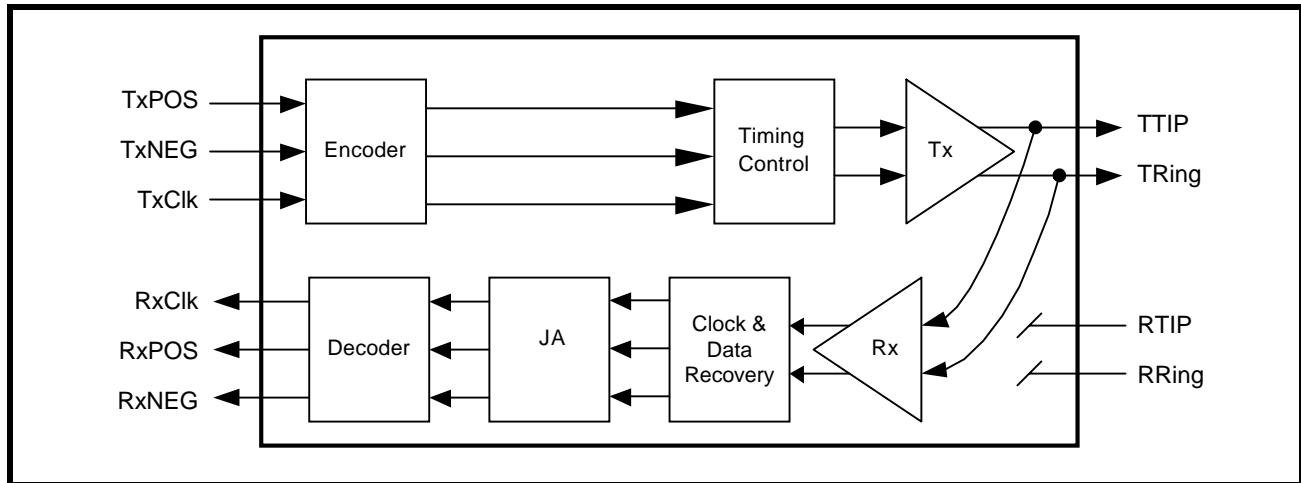 TxPOS
TxNEG
TxClk
Encoder
Timing
Control
Tx
TTIP
TRing
RxClk
RxPOS
RxNEG
Decoder
JA
Clock &
Data
Recovery
Rx
RTIP
RRing